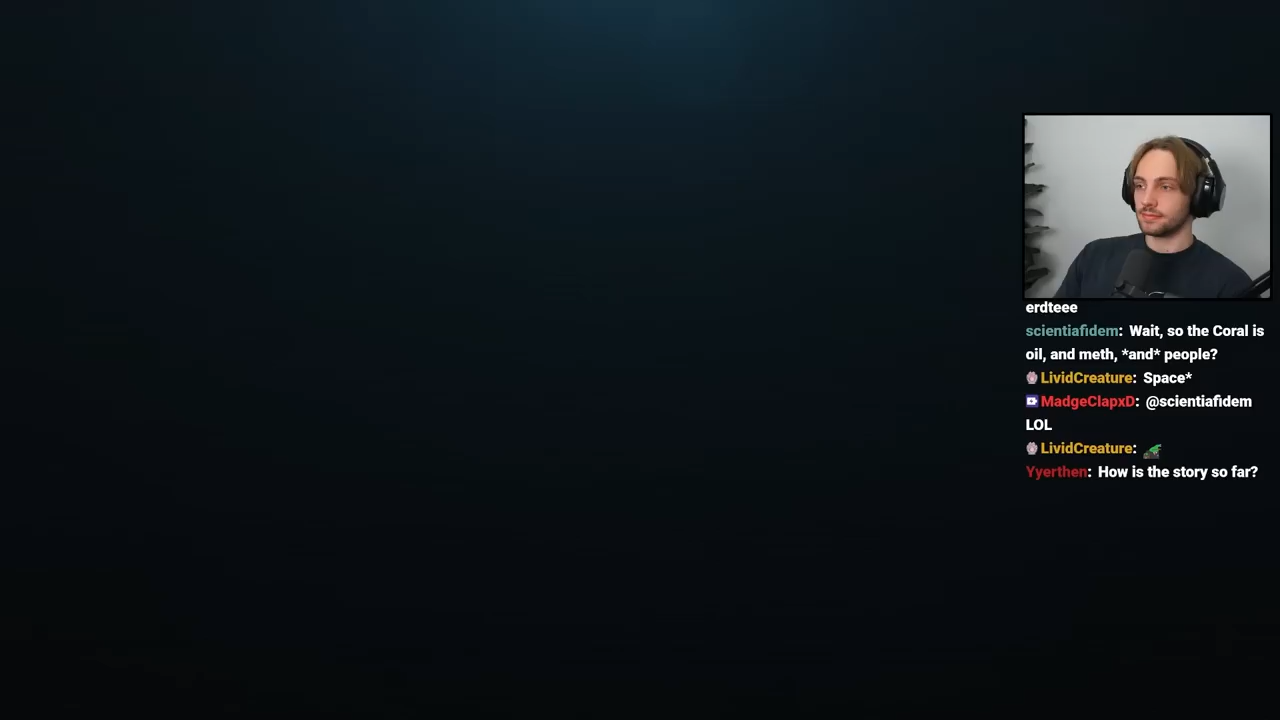 erdteee
scientiafidem: Wait, so the Coral is
oil, and meth, *and* people?
LividCreature: Space*
MadgeClapxD: @scientiafidem
LOL
LividCreature:
Yyerthen: How is the story so far?